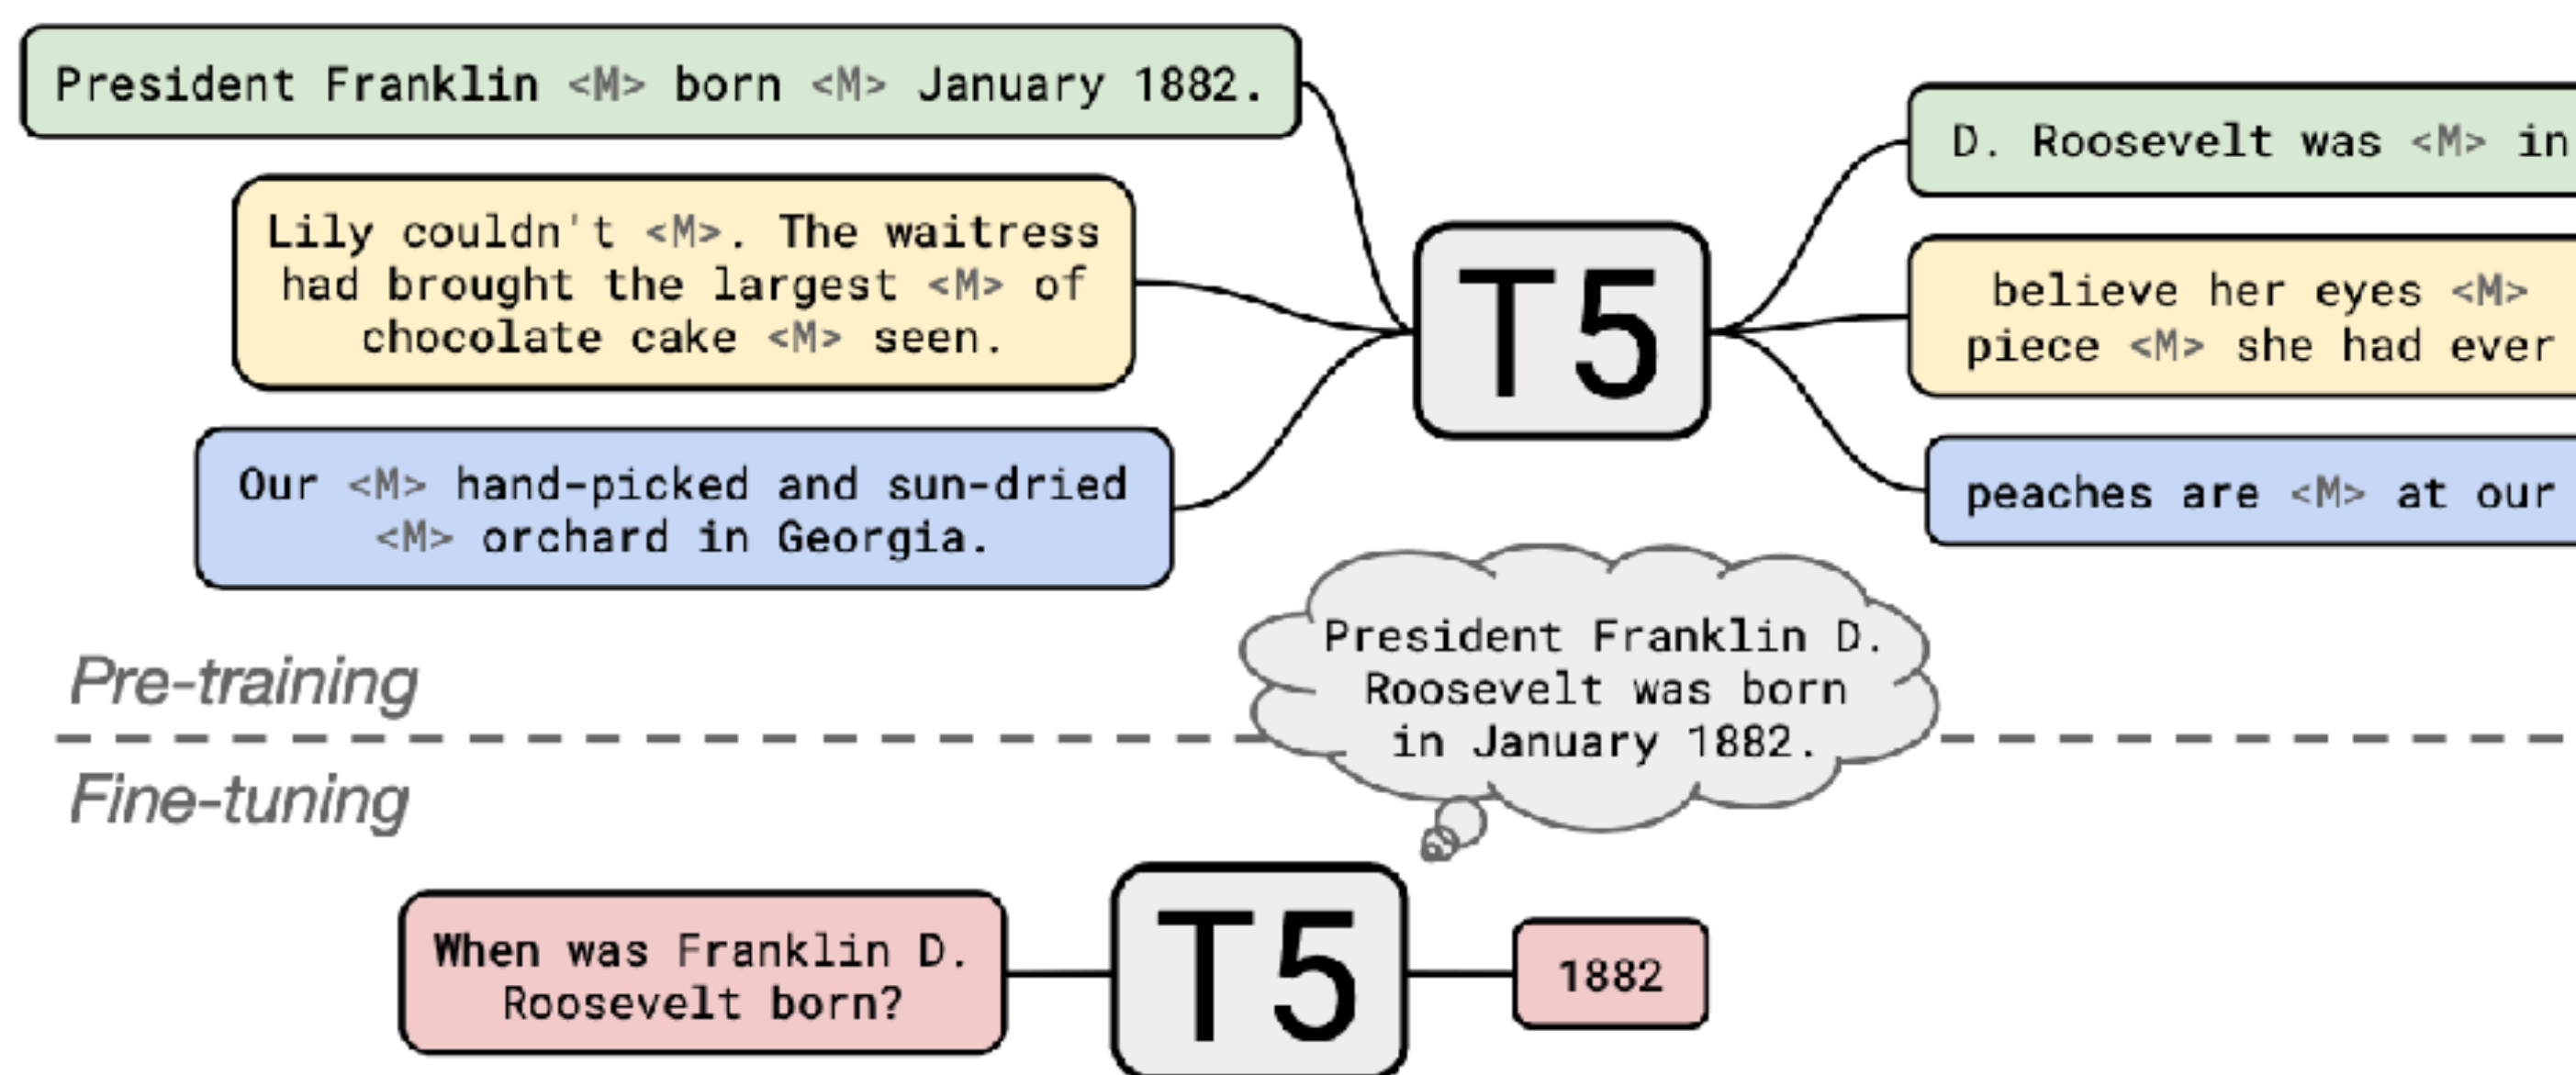 President Franklin <M> born <M> January 1882.
Lily couldn't <M>. The waitress
had brought the largest <M> of
chocolate cake <M> seen.
Our <M> hand-picked and sun-dried
<M> orchard in Georgia.
T5
D. Roosevelt was <M> in
believe her eyes <M>
piece <M> she had ever
peaches are <M> at our
President Franklin D.
Roosevelt was born
in January 1882.
Pre-training
Fine-tuning
When was Franklin D.
Roosevelt born?
T5
1882